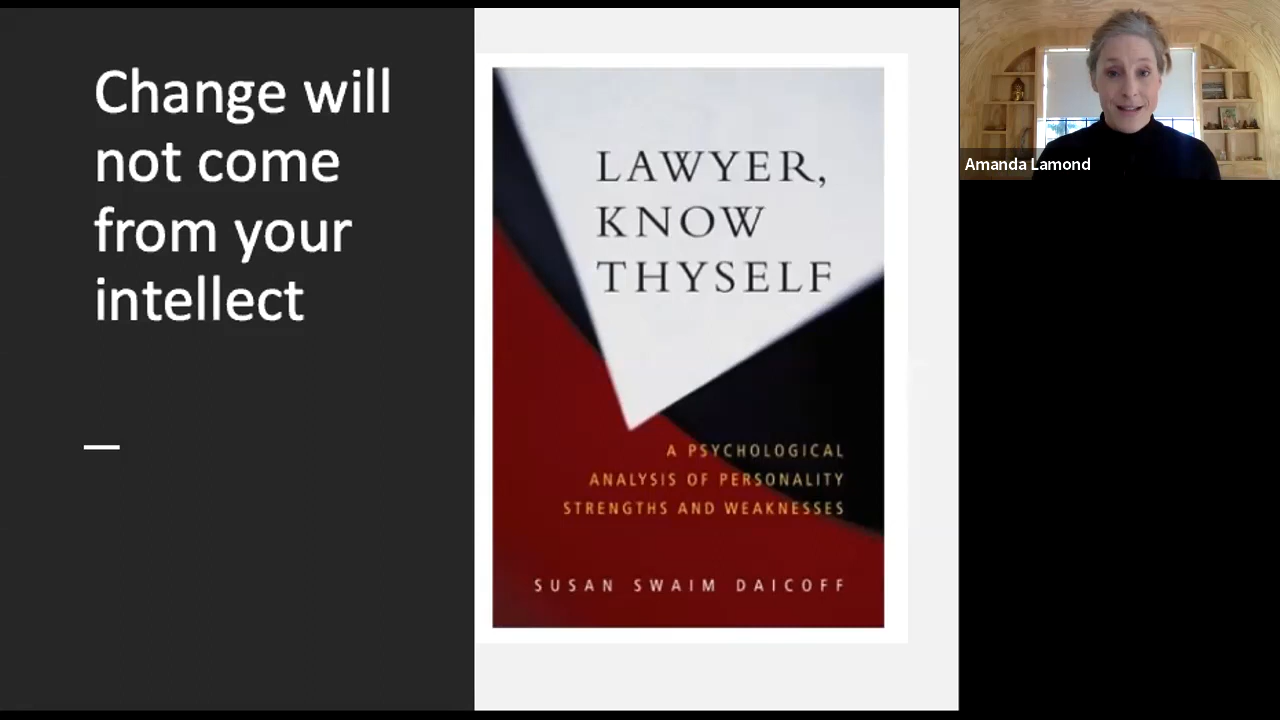 Change will
not come
from your
intellect
LAWYER,
KNOW
THYSELF
A PSYCHOLOGICAL
ANALYSIS OF PERSONALITY
STRENGTHS AND WEAKNESSES
SUSAN SWAIM DAICOFF
Amanda Lamond